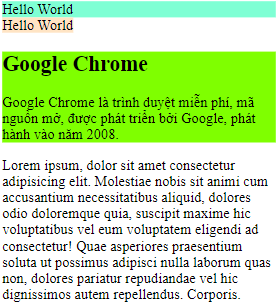 Hello World
Hello World
Google Chrome
Google Chrome là trình duyệt miễn phí, mã
nguồn mở, được phát triển bởi Google, phát
hành vào năm 2008.
Lorem ipsum, dolor sit amet consectetur
adipisicing elit. Molestiae nobis sit animi cum
accusantium necessitatibus aliquid, dolores
odio doloremque quia, suscipit maxime hic
voluptatibus vel eum voluptatem eligendi ad
consectetur! Quae asperiores praesentium
soluta ut possimus adipisci nulla laborum quas
non, dolores pariatur repudiandae vel hic
dignissimos autem repellendus. Corporis.